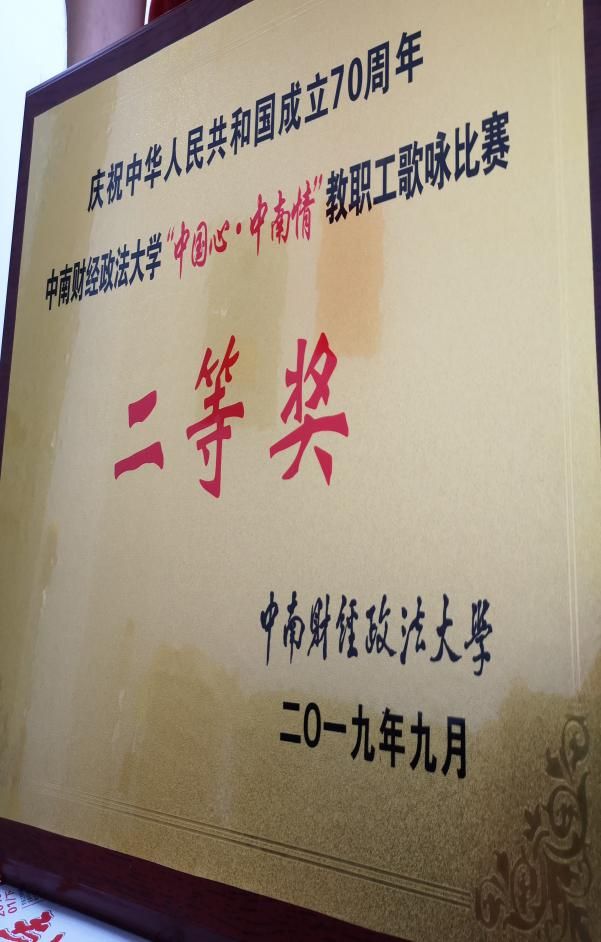 庆祝中华人民共和国成立70周年
中南财经政法大学“中国心·中南情”教职工歌咏比赛
二等奖
中南财经政法大学
二〇一九年九月